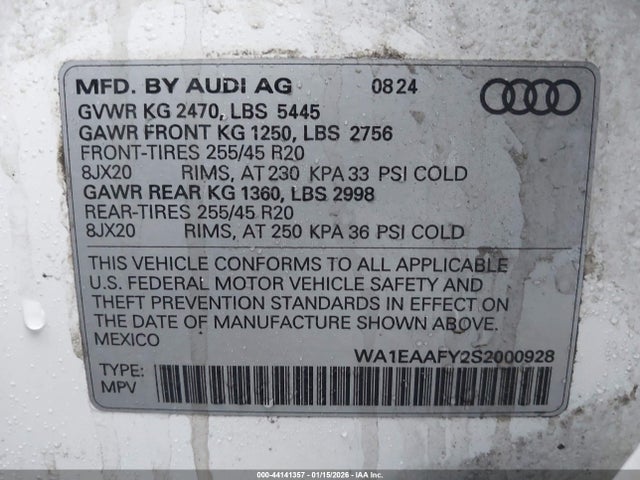 MFD. BY AUDI AG 0824
GVWR KG 2470, LBS 5445
GAWR FRONT KG 1250, LBS 2756
FRONT-TIRES 255/45 R20
8JX20 RIMS, AT 230 KPA 33 PSI COLD
GAWR REAR KG 1360, LBS 2998
REAR-TIRES 255/45 R20
8JX20 RIMS, AT 250 KPA 36 PSI COLD
THIS VEHICLE CONFORMS TO ALL APPLICABLE
U.S. FEDERAL MOTOR VEHICLE SAFETY AND
THEFT PREVENTION STANDARDS IN EFFECT ON
THE DATE OF MANUFACTURE SHOWN ABOVE.
MEXICO
WA1EAAFY2S2000928
TYPE:
MPV
000-44141357 - 01/15/2026 - IAAI.com